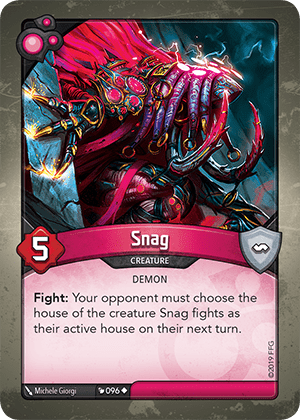 Snag
5
CREATURE
DEMON
Fight: Your opponent must choose the
house of the creature Snag fights as
their active house on their next turn.
Michele Giorgi
096
©2019 FFG